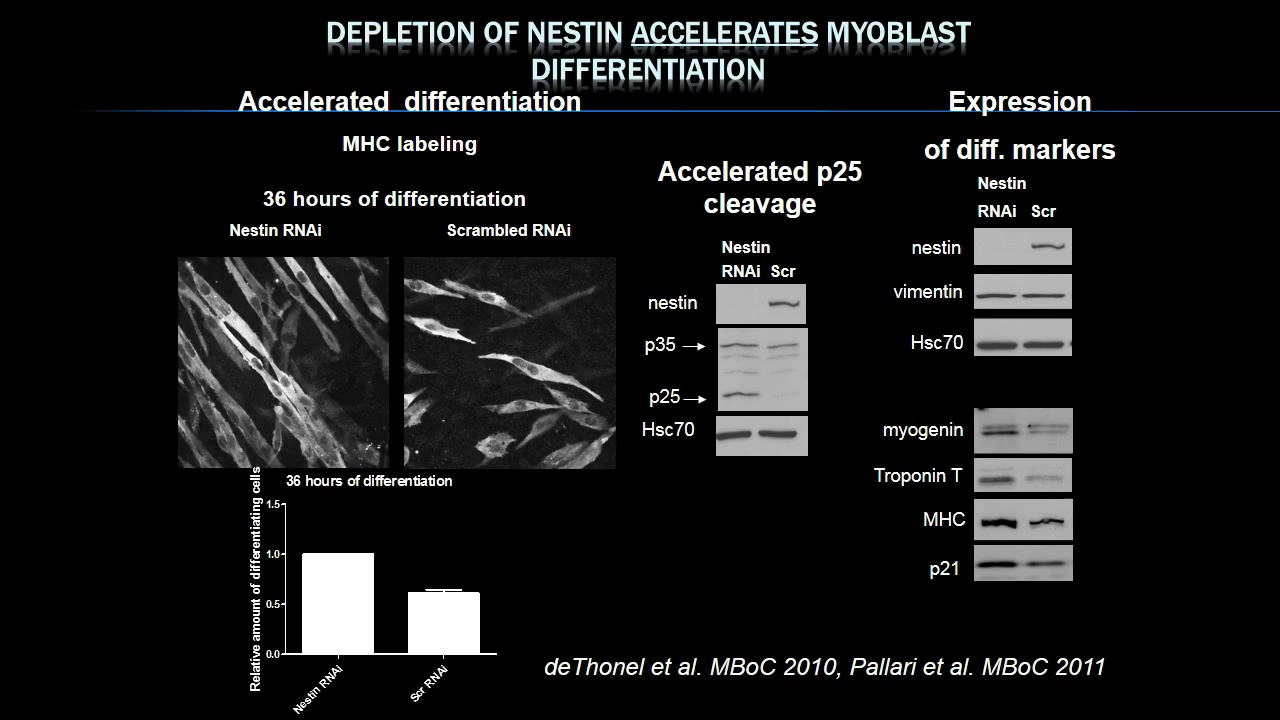 DEPLETION OF NESTIN ACCELERATES MYOBLAST
DIFFERENTIATION
Accelerated differentiation
MHC labeling
36 hours of differentiation
Nestin RNAi
Scrambled RNAi
36 hours of differentiation
Relative amount of differentiating cells
1.5
1.0
0.5
0.0
Nestin RNAi
Scr RNAi
Accelerated p25
cleavage
Nestin
RNAi Scr
nestin
p35
p25
Hsc70
Expression
of diff. markers
Nestin
RNAi Scr
nestin
vimentin
Hsc70
myogenin
Troponin T
MHC
p21
deThonel et al. MBoC 2010, Pallari et al. MBoC 2011